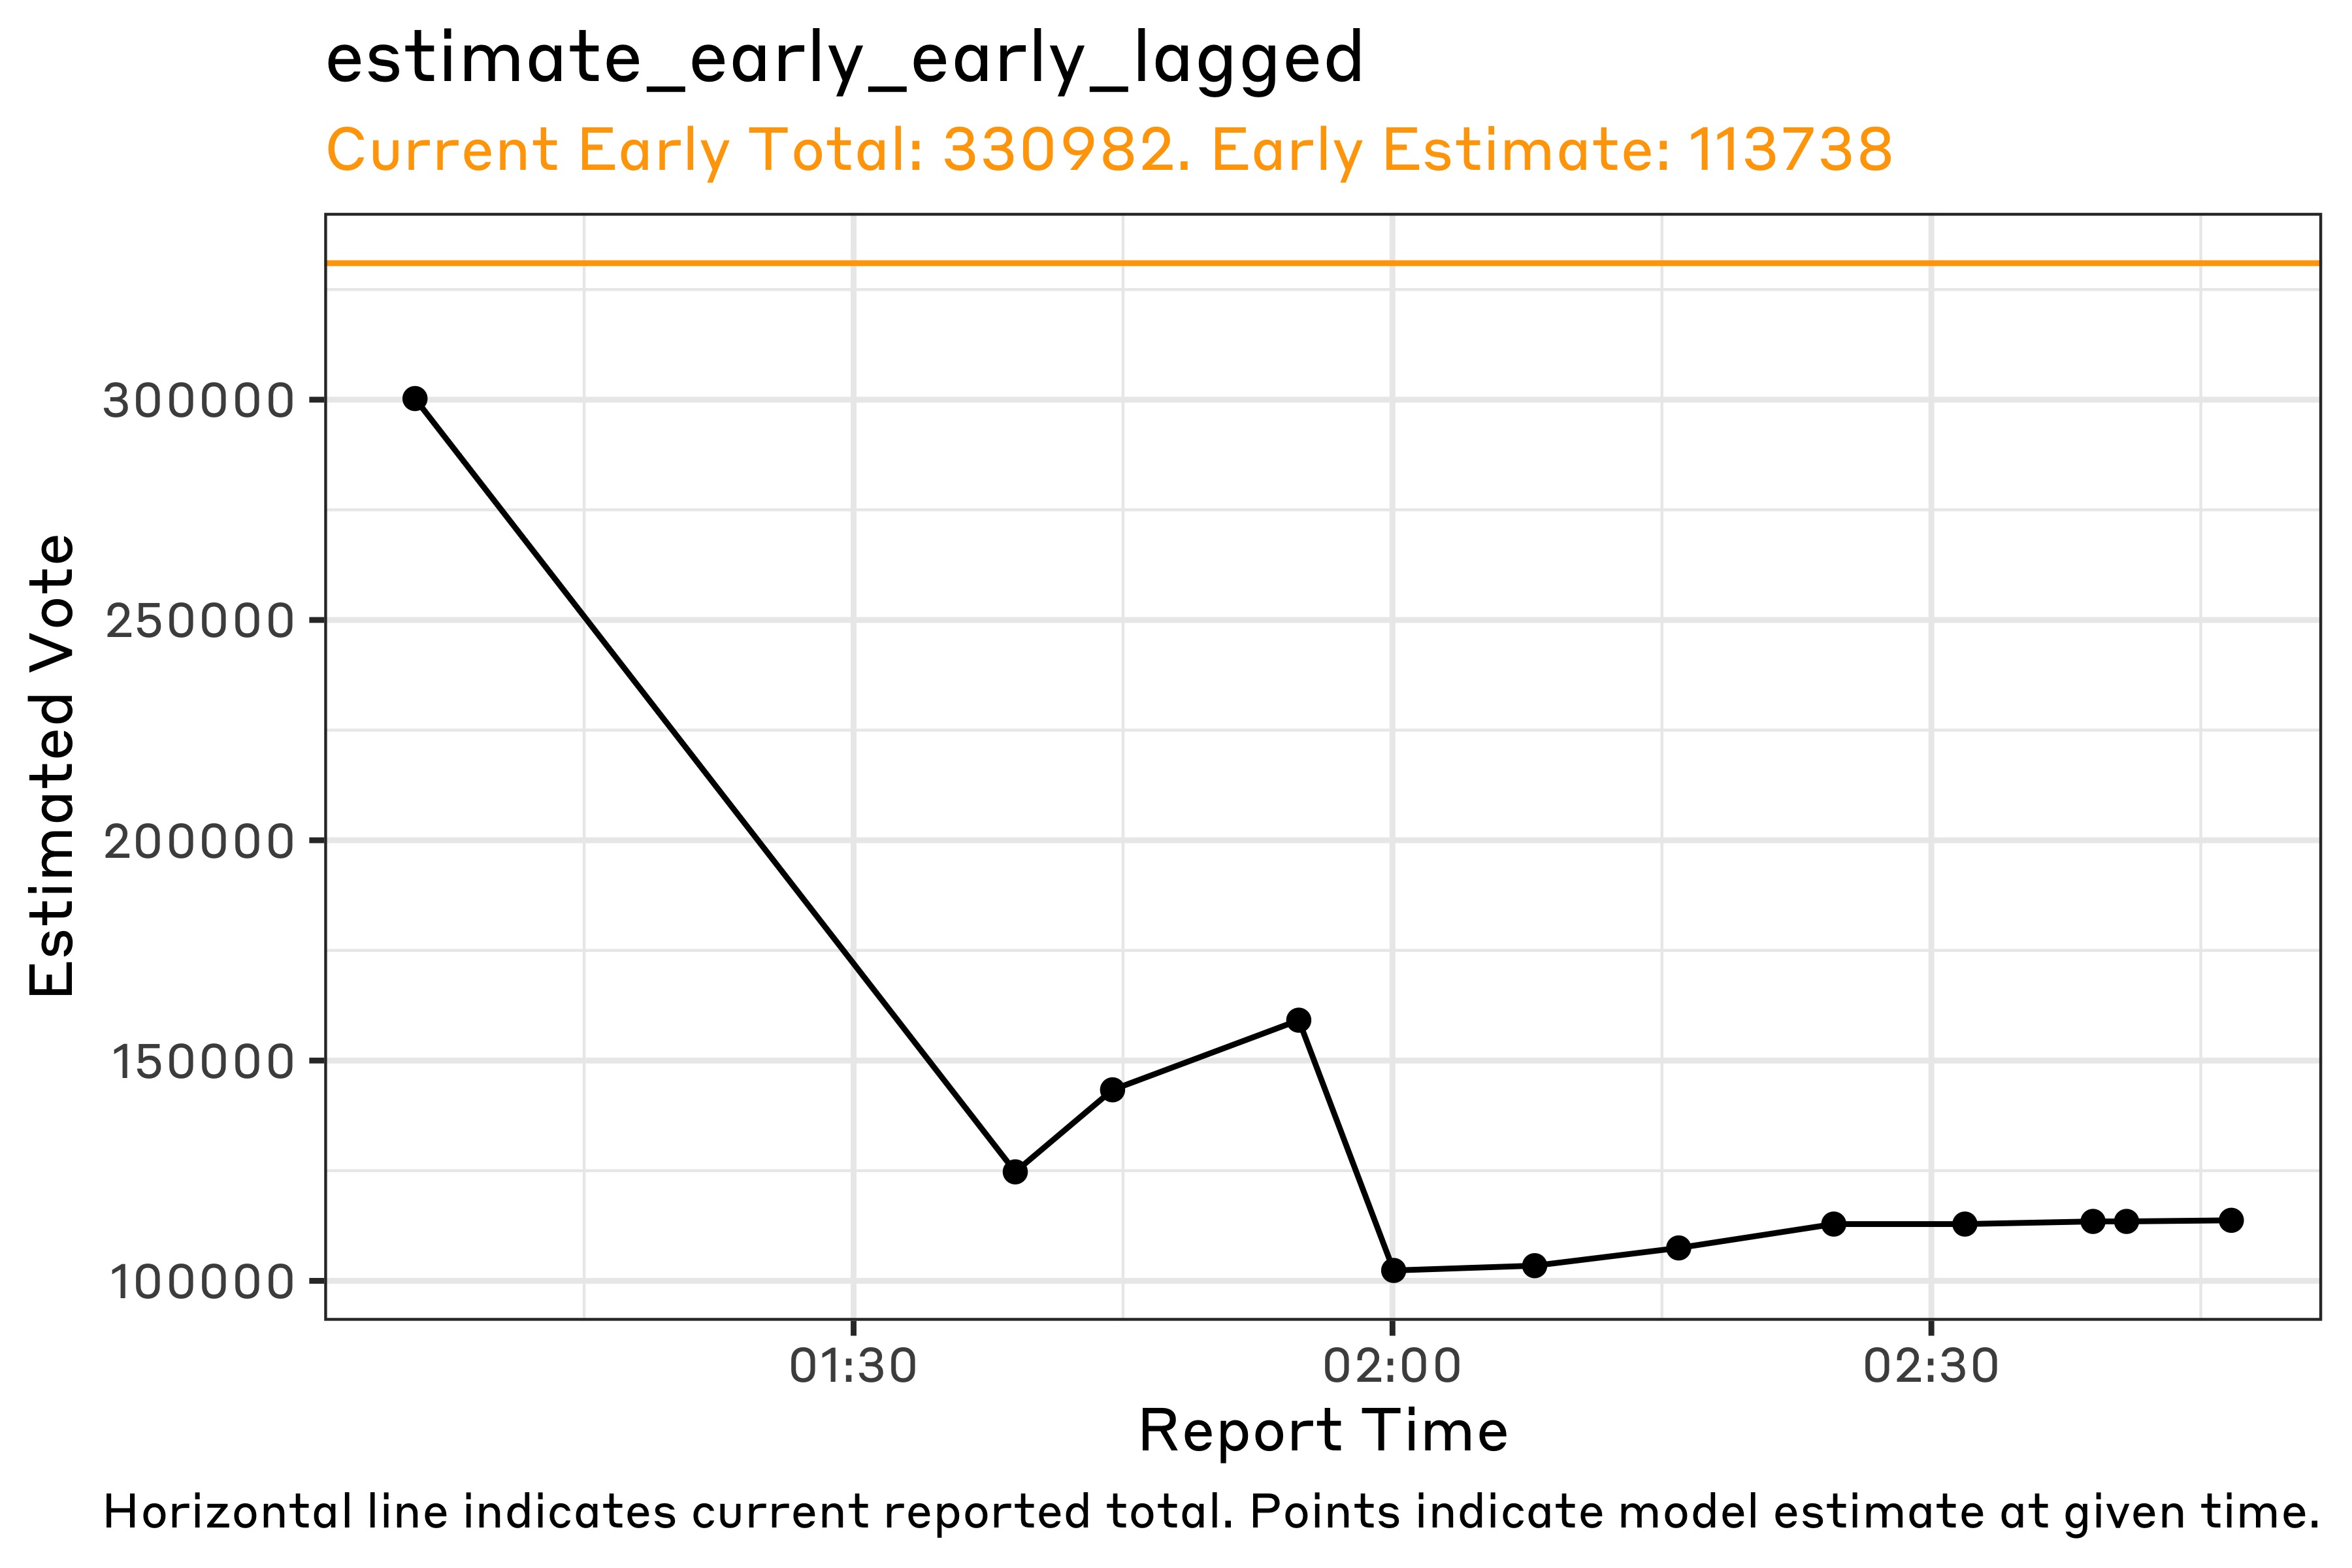 estimate_early_early_lagged
Current Early Total: 330982. Early Estimate: 113738
Estimated Vote
300000
250000
200000
150000
100000
01:30
02:00
02:30
Report Time
Horizontal line indicates current reported total. Points indicate model estimate at given time.